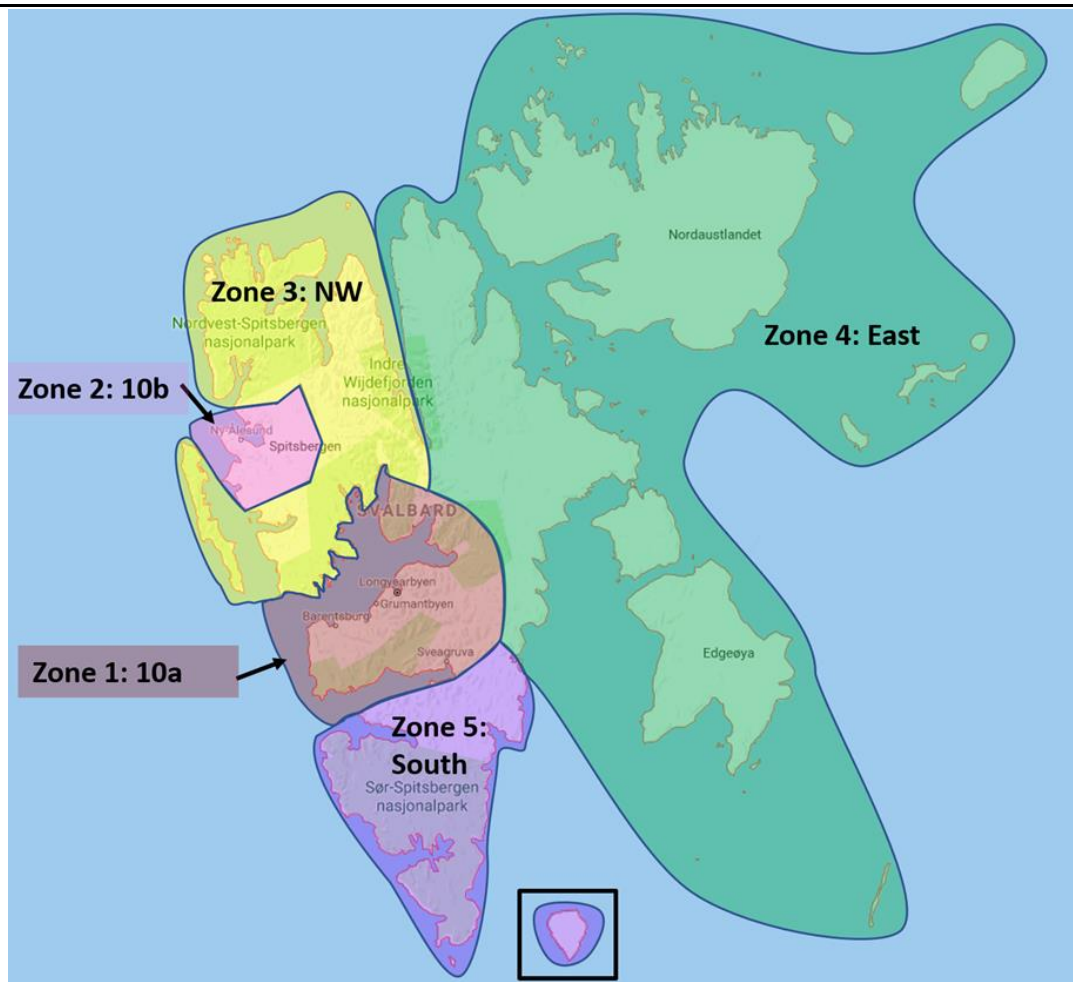 Nordaustlandet
Zone 3: NW
Nordvest-Spitsbergen
nasjonalpark
Zone 4: East
Indre
Wijdefjorden
nasjonalpark
Zone 2: 10b
Ny-Ålesund
Spitsbergen
SVALBARD
Longyearbyen
Grumantbyen
Barentsburg
Sveagruva
Edgeøya
Zone 1: 10a
Zone 5:
South
Sør-Spitsbergen
nasjonalpark